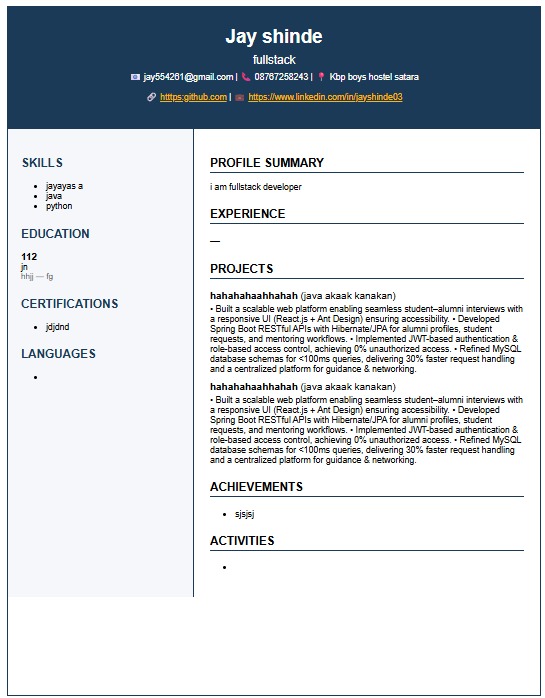 Jay shinde
fullstack
jay554261@gmail.com | 08767258243 | Kbp boys hostel satara
htttps:github.com | https://www.linkedin.com/in/jayshinde03
SKILLS
• jayayas a
• java
• python
EDUCATION
112
jn
hhjj — fg
CERTIFICATIONS
• jdjdnd
LANGUAGES
•
PROFILE SUMMARY
i am fullstack developer
EXPERIENCE
—
PROJECTS
hahahahaahhahah (java akaak kanakan)
• Built a scalable web platform enabling seamless student–alumni interviews with
a responsive UI (React.js + Ant Design) ensuring accessibility. • Developed
Spring Boot RESTful APIs with Hibernate/JPA for alumni profiles, student
requests, and mentoring workflows. • Implemented JWT-based authentication &
role-based access control, achieving 0% unauthorized access. • Refined MySQL
database schemas for <100ms queries, delivering 30% faster request handling
and a centralized platform for guidance & networking.
hahahahaahhahah (java akaak kanakan)
• Built a scalable web platform enabling seamless student–alumni interviews with
a responsive UI (React.js + Ant Design) ensuring accessibility. • Developed
Spring Boot RESTful APIs with Hibernate/JPA for alumni profiles, student
requests, and mentoring workflows. • Implemented JWT-based authentication &
role-based access control, achieving 0% unauthorized access. • Refined MySQL
database schemas for <100ms queries, delivering 30% faster request handling
and a centralized platform for guidance & networking.
ACHIEVEMENTS
• sjsjsj
ACTIVITIES
•